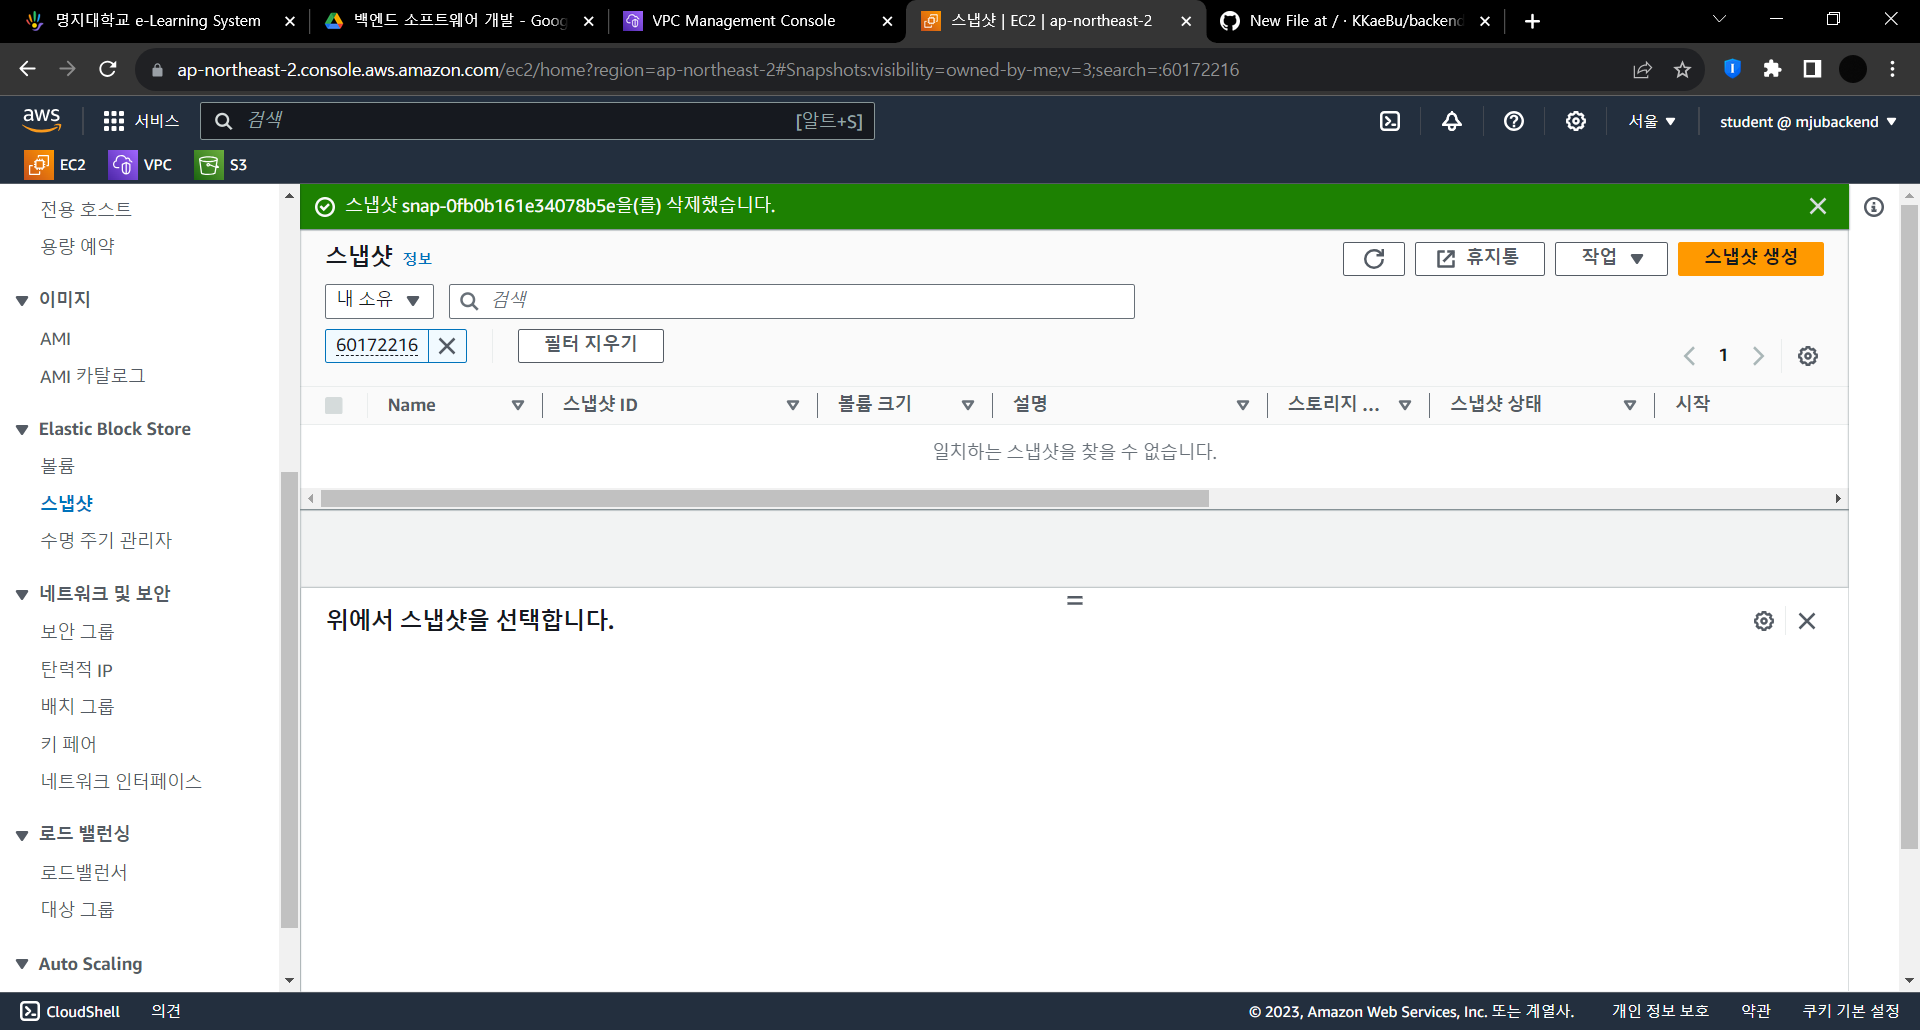 명지대학교 e-Learning System
백엔드 소프트웨어 개발 - Goog
VPC Management Console
스냅샷 | EC2 | ap-northeast-2
New File at / · KKaeBu/backend
ap-northeast-2.console.aws.amazon.com/ec2/home?region=ap-northeast-2#Snapshots:visibility=owned-by-me;v=3;search=:60172216
aws
서비스
검색
[알트+S]
서울
student @ mjubackend
EC2
VPC
S3
전용 호스트
용량 예약
이미지
AMI
AMI 카탈로그
Elastic Block Store
볼륨
스냅샷
수명 주기 관리자
네트워크 및 보안
보안 그룹
탄력적 IP
배치 그룹
키 페어
네트워크 인터페이스
로드 밸런싱
로드밸런서
대상 그룹
Auto Scaling
스냅샷 snap-0fb0b161e34078b5e을(를) 삭제했습니다.
스냅샷 정보
휴지통
작업
스냅샷 생성
내 소유
검색
60172216
필터 지우기
1
Name
스냅샷 ID
볼륨 크기
설명
스토리지 ...
스냅샷 상태
시작
일치하는 스냅샷을 찾을 수 없습니다.
위에서 스냅샷을 선택합니다.
CloudShell
의견
© 2023, Amazon Web Services, Inc. 또는 계열사.
개인 정보 보호
약관
쿠키 기본 설정